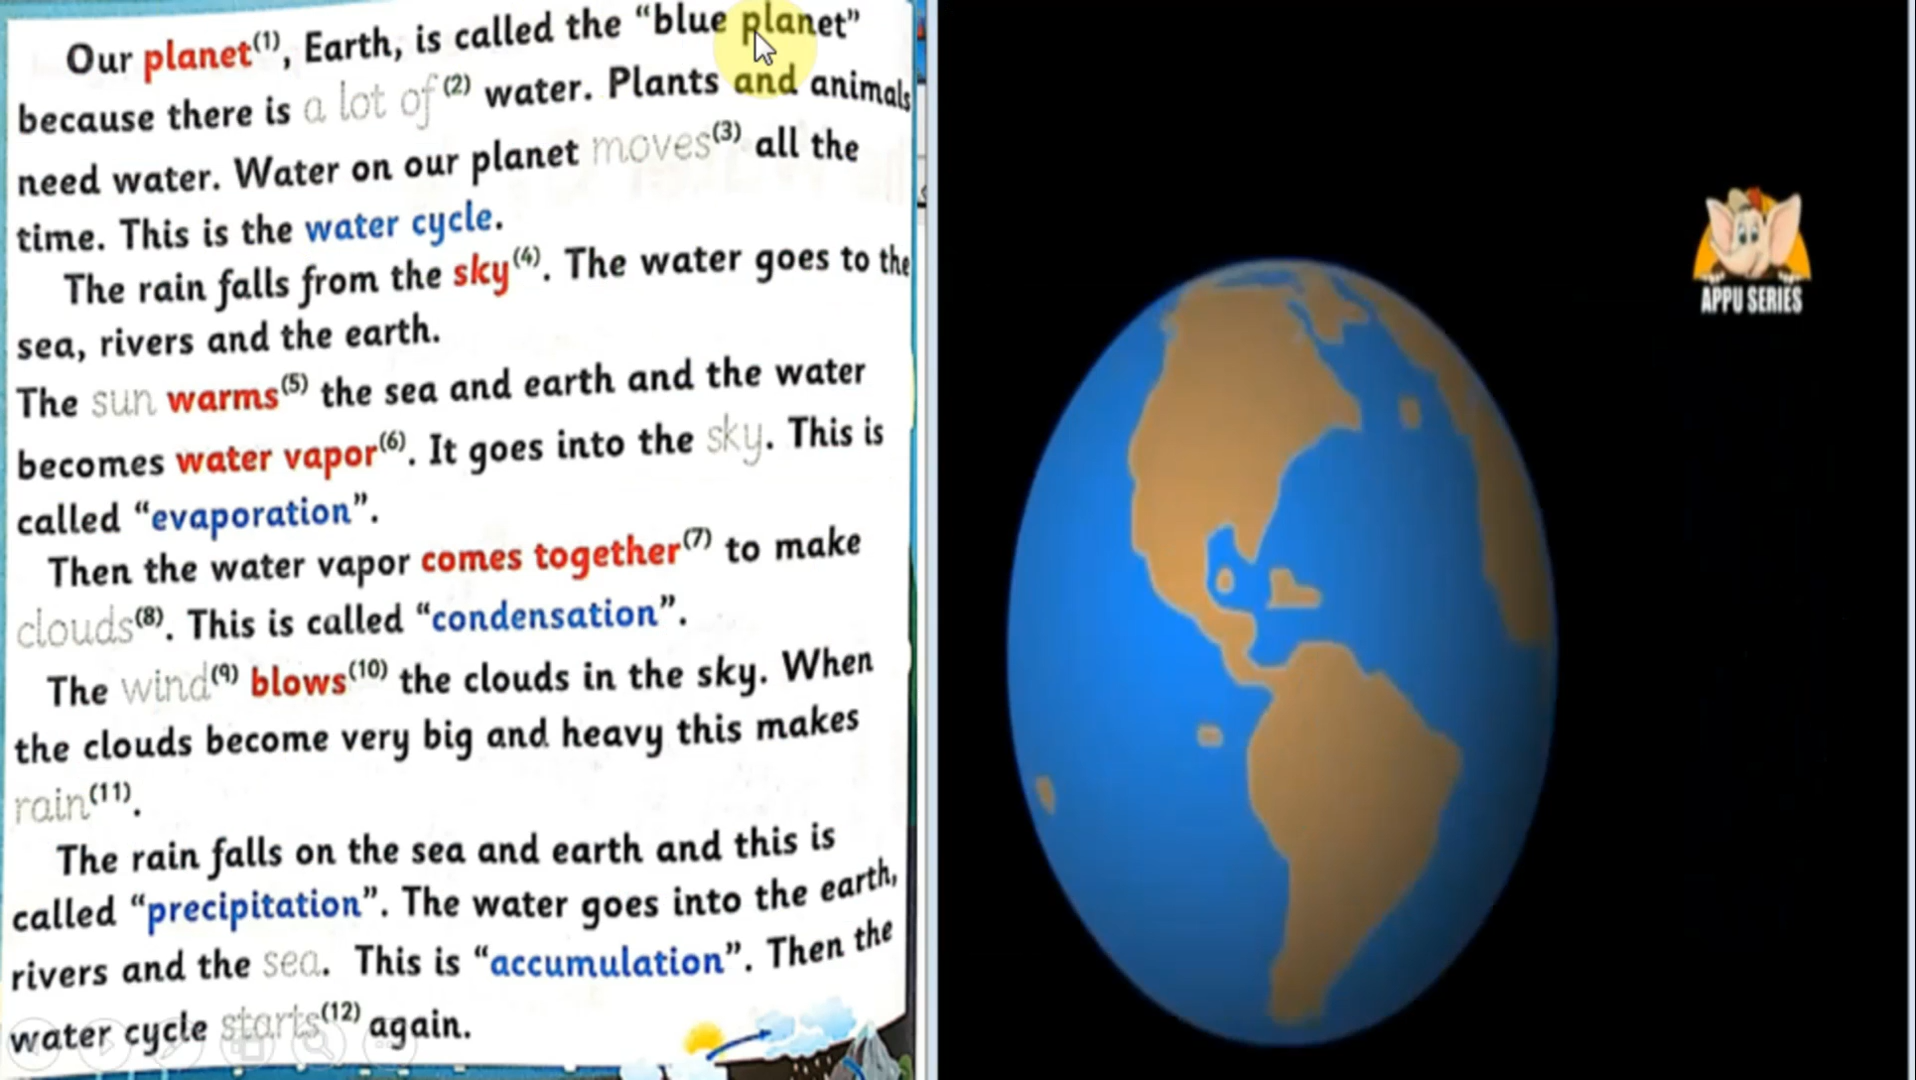 Our planet(1), Earth, is called the “blue planet”
because there is a lot of(2) water. Plants and animals
need water. Water on our planet moves(3) all the
time. This is the water cycle.
The rain falls from the sky(4). The water goes to the
sea, rivers and the earth.
The sun warms(5) the sea and earth and the water
becomes water vapor(6). It goes into the sky. This is
called “evaporation”.
Then the water vapor comes together(7) to make
clouds(8). This is called “condensation”.
The wind(9) blows(10) the clouds in the sky. When
the clouds become very big and heavy this makes
rain(11).
The rain falls on the sea and earth and this is
called “precipitation”. The water goes into the earth,
rivers and the sea. This is “accumulation”. Then the
water cycle starts(12) again.
APPU SERIES